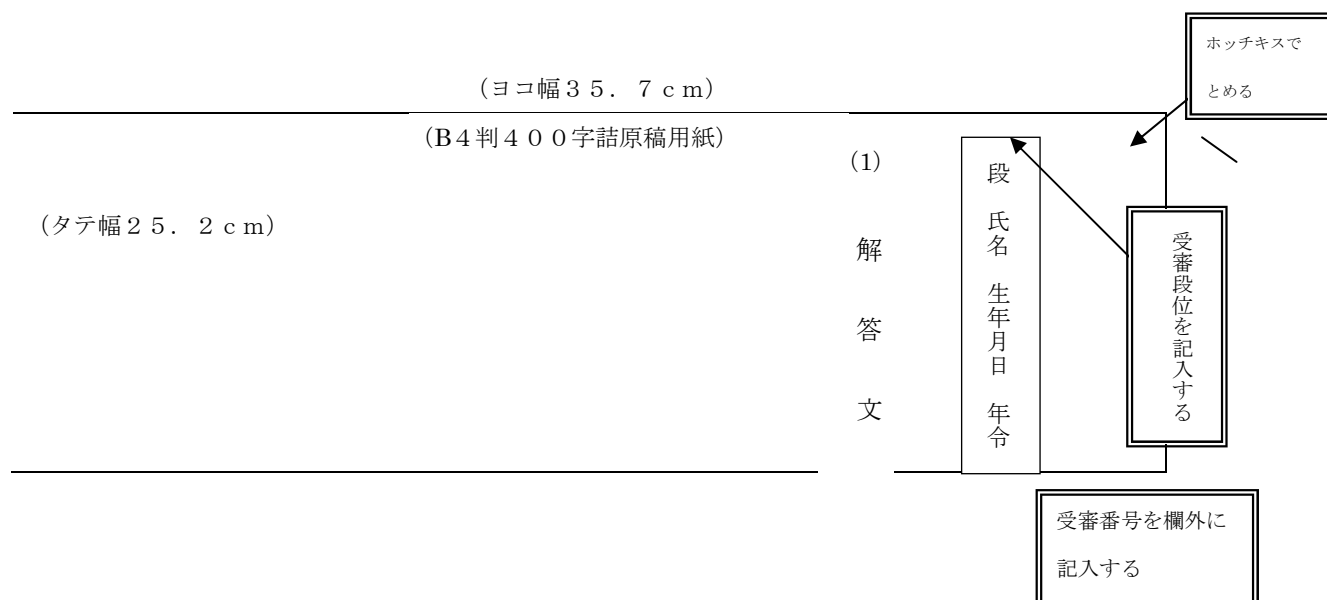 ホッチキスで
とめる
(ヨコ幅３５．７ｃｍ)
(B４判４００字詰原稿用紙)
(タテ幅２５．２ｃｍ)
受審段位を記入する
段　氏名　生年月日　年令
(1)　解　答　文
受審番号を欄外に
記入する